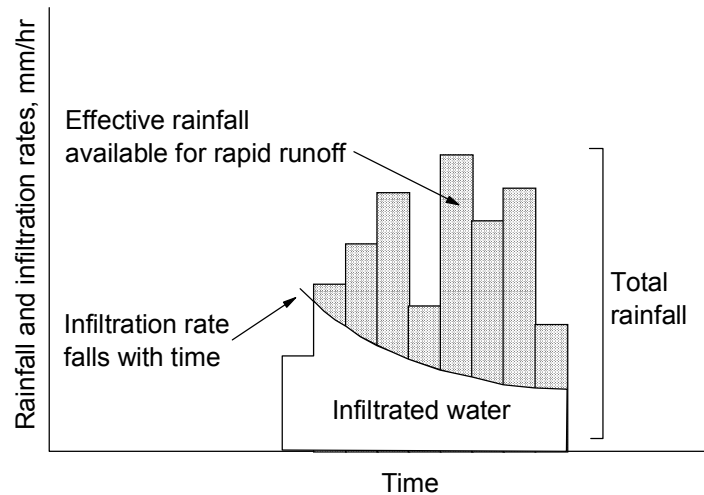 Rainfall and infiltration rates, mm/hr
Effective rainfall
available for rapid runoff
Infiltration rate
falls with time
Total
rainfall
Infiltrated water
Time